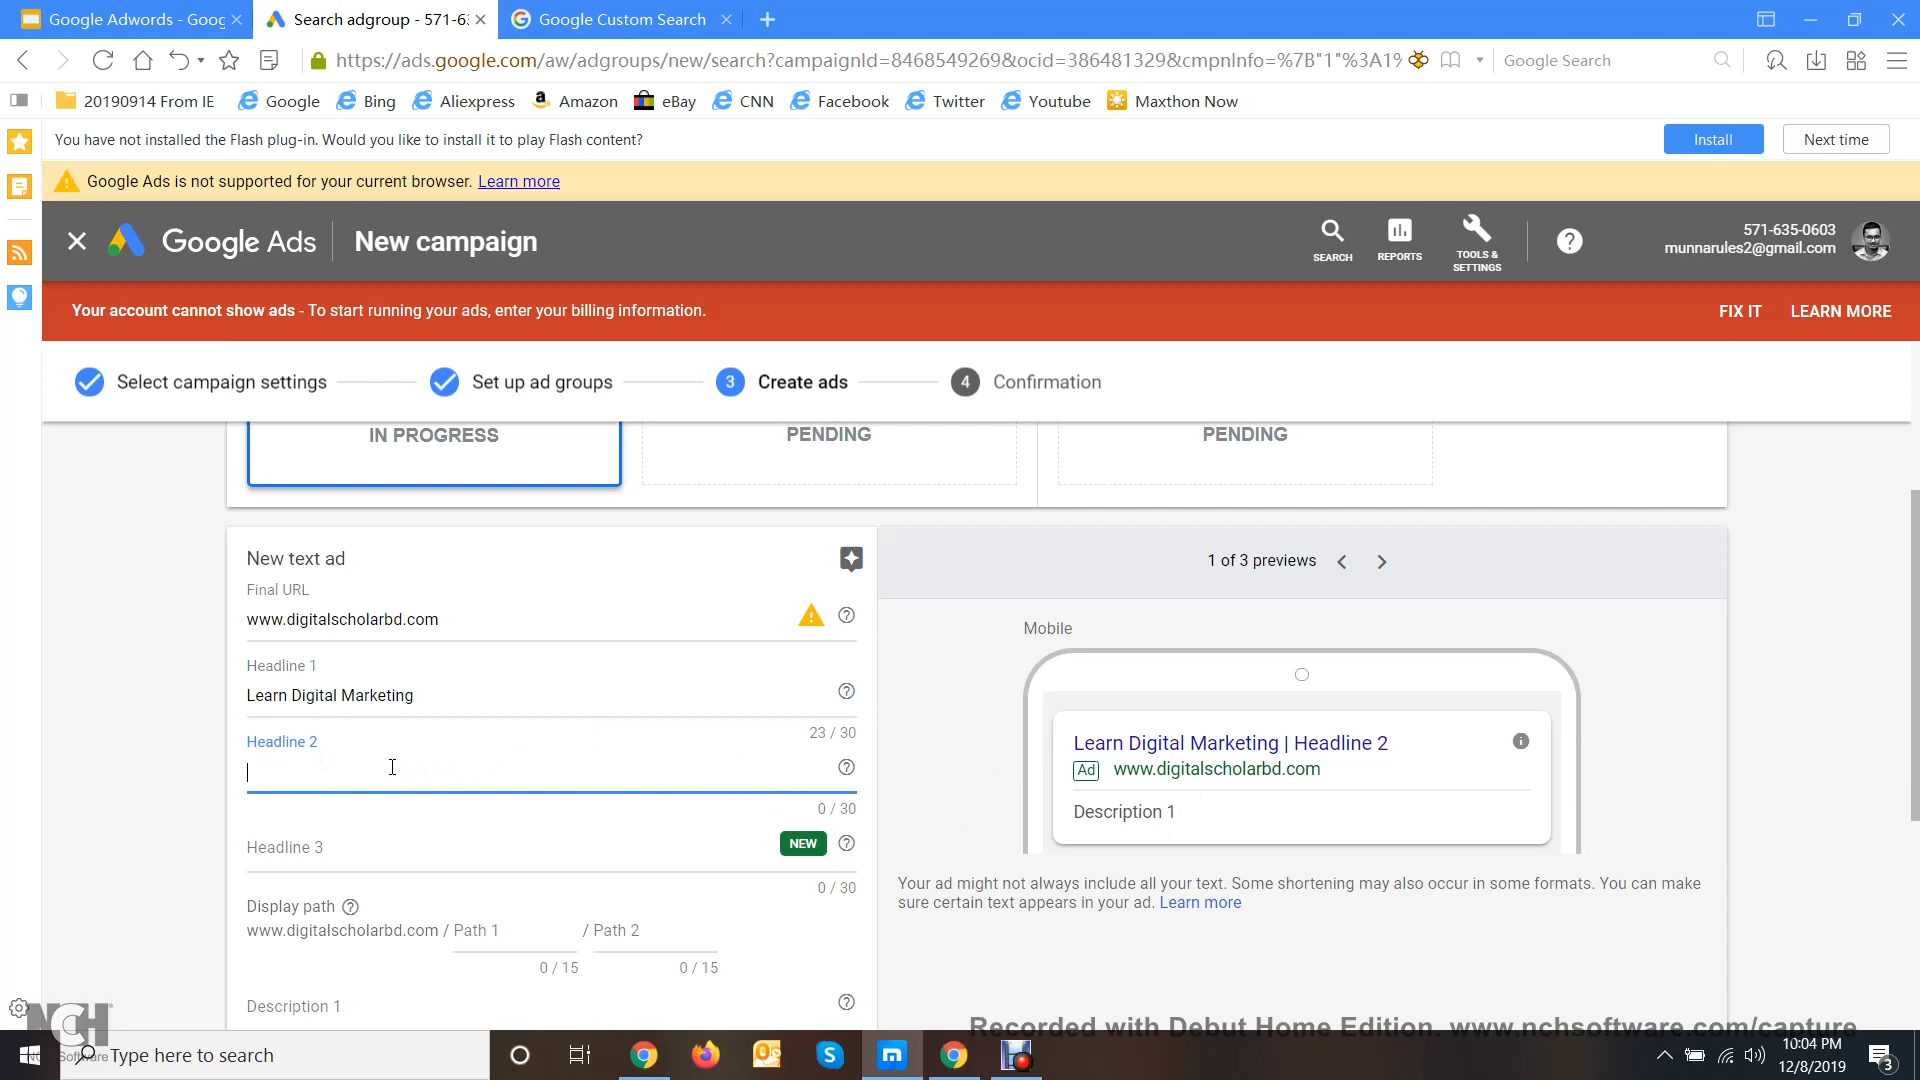 Google Adwords - Goog
Search adgroup - 571-63
Google Custom Search
https://ads.google.com/aw/adgroups/new/search?campaignId=8468549269&ocid=386481329&cmpnInfo=%7B"1"%3A1%
Google Search
20190914 From IE
Google
Bing
Aliexpress
Amazon
eBay
CNN
Facebook
Twitter
Youtube
Maxthon Now
You have not installed the Flash plug-in. Would you like to install it to play Flash content?
Install
Next time
Google Ads is not supported for your current browser. Learn more
Google Ads
New campaign
SEARCH
REPORTS
TOOLS &
SETTINGS
571-635-0603
munnarules2@gmail.com
Your account cannot show ads - To start running your ads, enter your billing information.
FIX IT
LEARN MORE
Select campaign settings
Set up ad groups
3
Create ads
4
Confirmation
IN PROGRESS
PENDING
PENDING
New text ad
Final URL
www.digitalscholarbd.com
Headline 1
Learn Digital Marketing
23 / 30
Headline 2
0 / 30
Headline 3
NEW
0 / 30
Display path
www.digitalscholarbd.com / Path 1 / Path 2
0 / 15
0 / 15
Description 1
1 of 3 previews
Mobile
Learn Digital Marketing | Headline 2
Ad www.digitalscholarbd.com
Description 1
Your ad might not always include all your text. Some shortening may also occur in some formats. You can make
sure certain text appears in your ad. Learn more
Recorded with Debut Home Edition. www.nchsoftware.com/capture
NCH
Software
Type here to search
10:04 PM
12/8/2019
3